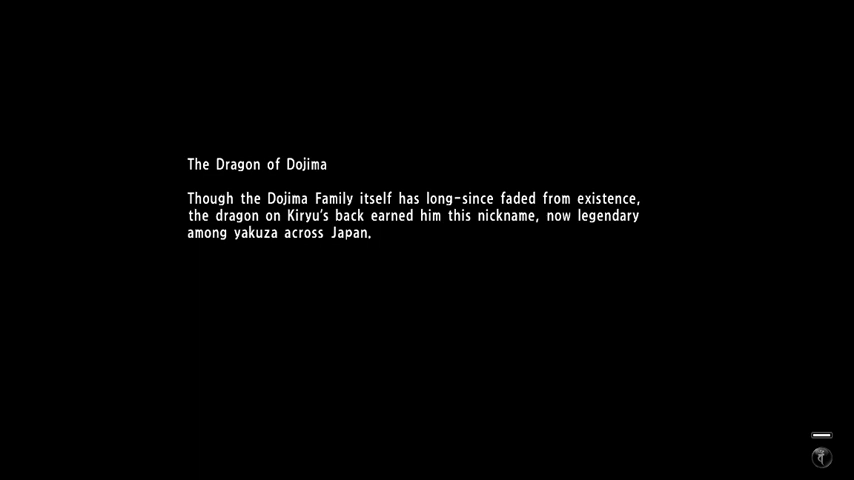 The Dragon of Dojima
Though the Dojima Family itself has long-since faded from existence,
the dragon on Kiryu's back earned him this nickname, now legendary
among yakuza across Japan.